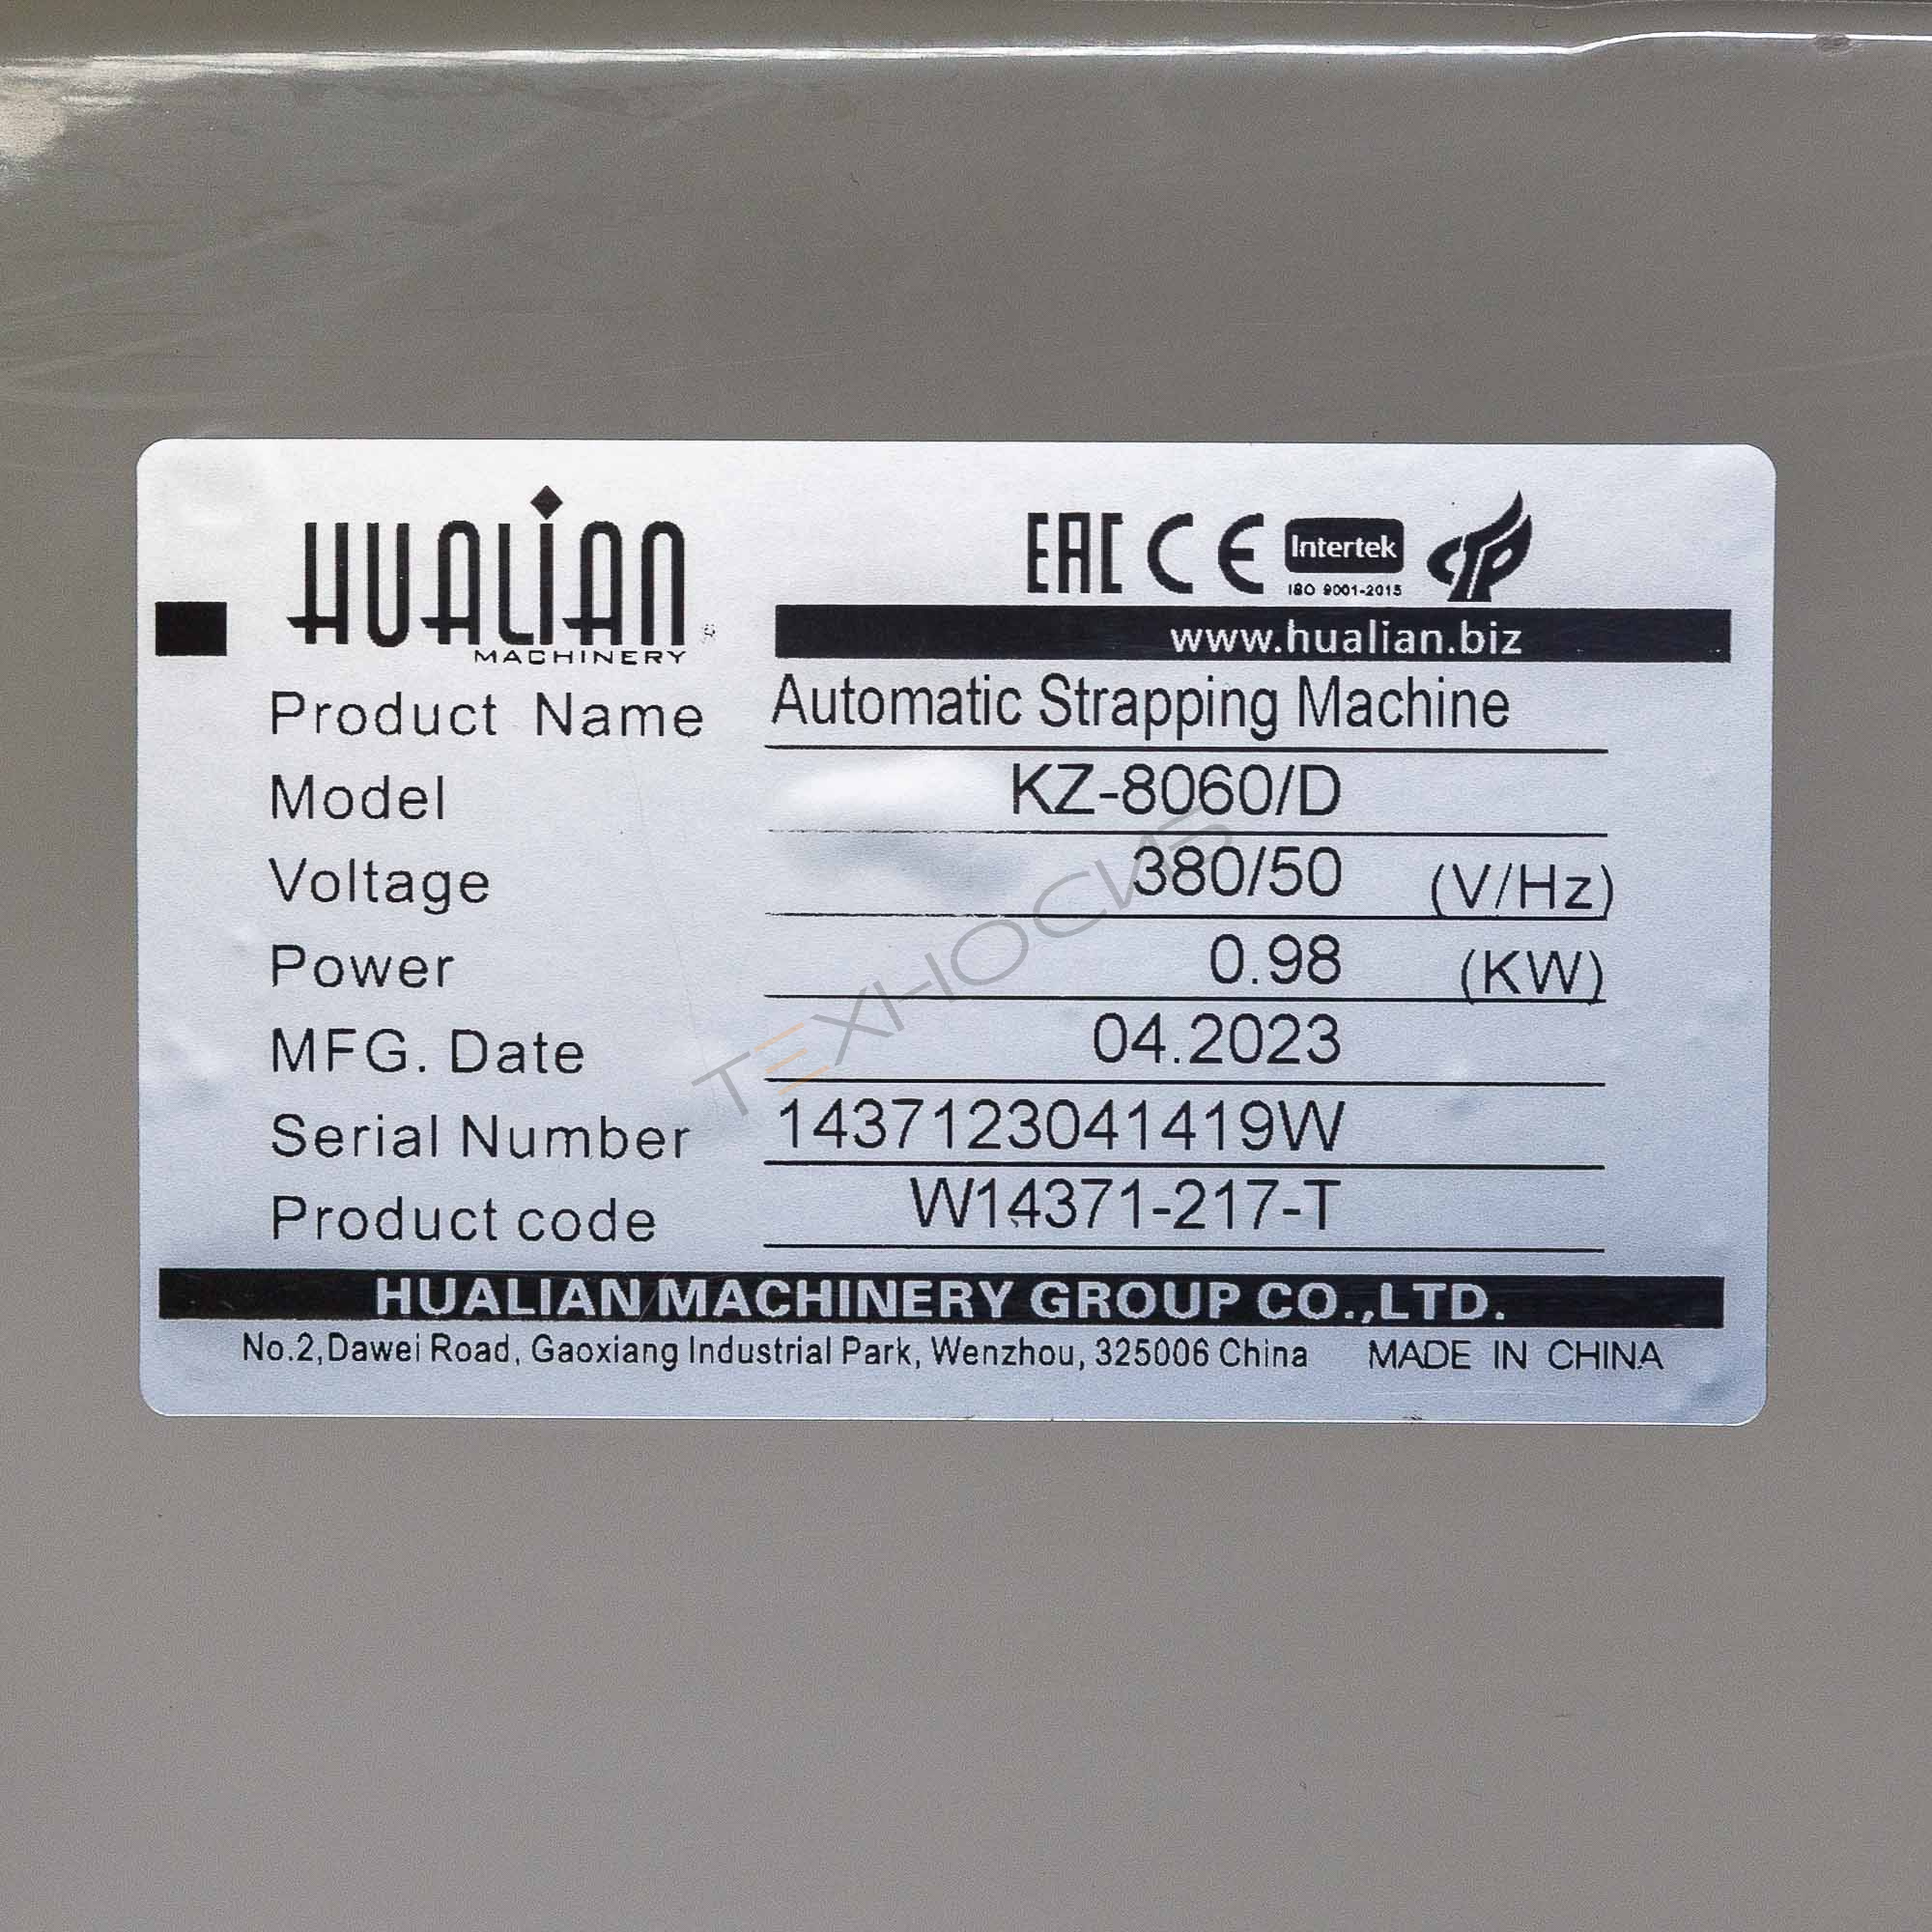 HUALIAN
MACHINERY
EAC CE Intertek
ISO 9001-2015
www.hualian.biz
Product Name Automatic Strapping Machine
Model KZ-8060/D
Voltage 380/50 (V/Hz)
Power 0.98 (KW)
MFG. Date 04.2023
Serial Number 1437123041419W
Product code W14371-217-T
HUALIAN MACHINERY GROUP CO.,LTD.
No.2,Dawei Road, Gaoxiang Industrial Park, Wenzhou, 325006 China MADE IN CHINA
ТЕХНОСИБ